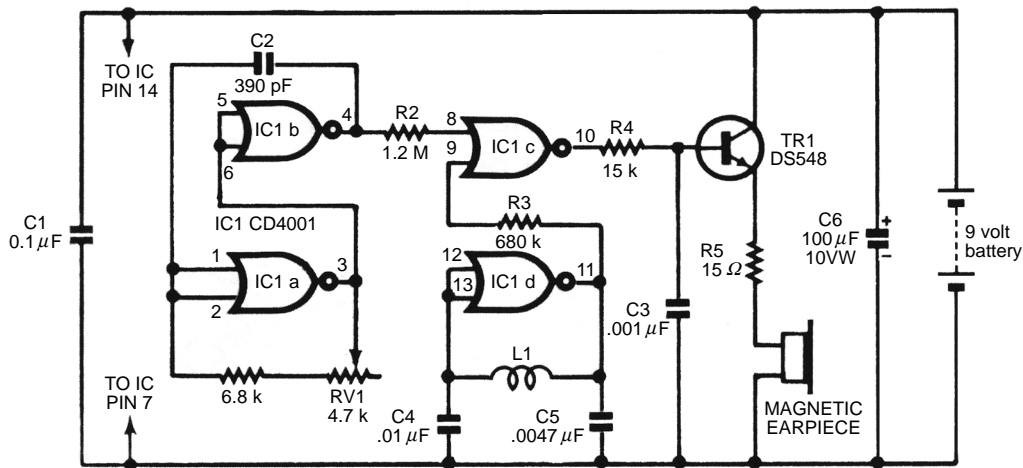 C2
390 pF
TO IC
PIN 14
5
6
IC1 b
4
R2
1.2 M
8
9
IC1 c
10
R4
15 k
TR1
DS548
IC1 CD4001
C1
0.1 µF
1
2
IC1 a
3
R3
680 k
12
13
IC1 d
11
C3
.001 µF
R5
15 Ω
C6
100 µF
10VW
+
−
9 volt
battery
L1
TO IC
PIN 7
6.8 k
RV1
4.7 k
C4
.01 µF
C5
.0047 µF
MAGNETIC
EARPIECE